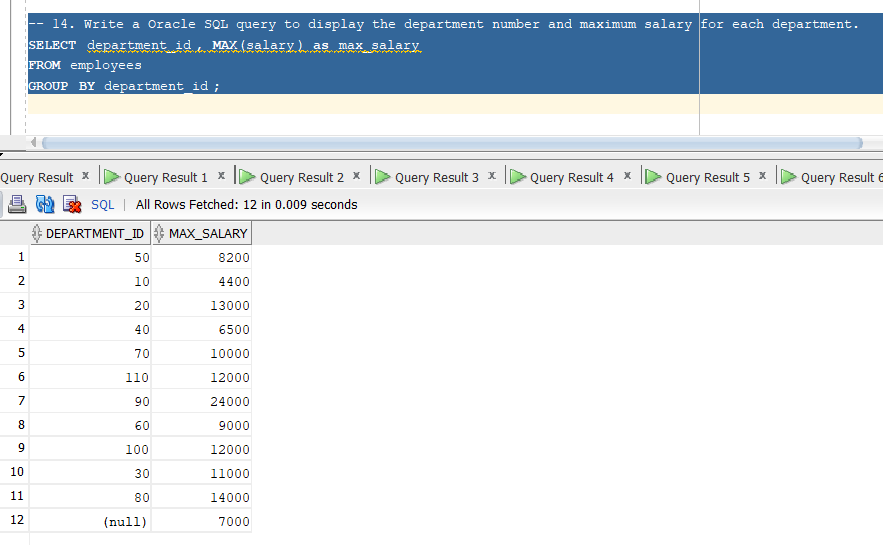 -- 14. Write a Oracle SQL query to display the department number and maximum salary for each department.
SELECT department_id, MAX(salary) as max_salary
FROM employees
GROUP BY department_id;
Query Result x Query Result 1 x Query Result 2 x Query Result 3 x Query Result 4 x Query Result 5 x Query Result 6
SQL | All Rows Fetched: 12 in 0.009 seconds
DEPARTMENT_ID MAX_SALARY
1 50 8200
2 10 4400
3 20 13000
4 40 6500
5 70 10000
6 110 12000
7 90 24000
8 60 9000
9 100 12000
10 30 11000
11 80 14000
12 (null) 7000